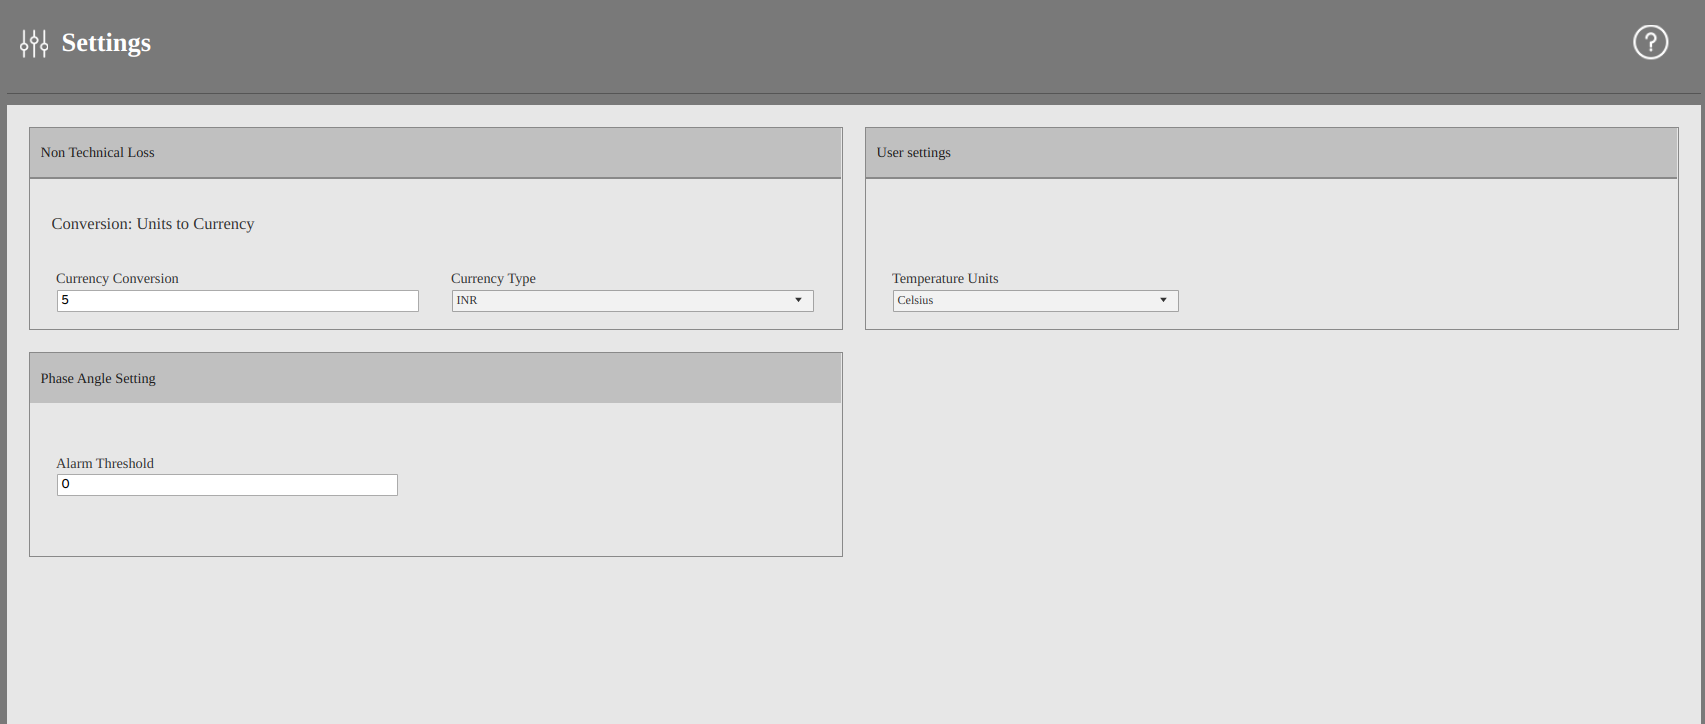 Settings
Non Technical Loss
User settings
Conversion: Units to Currency
Currency Conversion
Currency Type
Temperature Units
5
INR
Celsius
Phase Angle Setting
Alarm Threshold
0